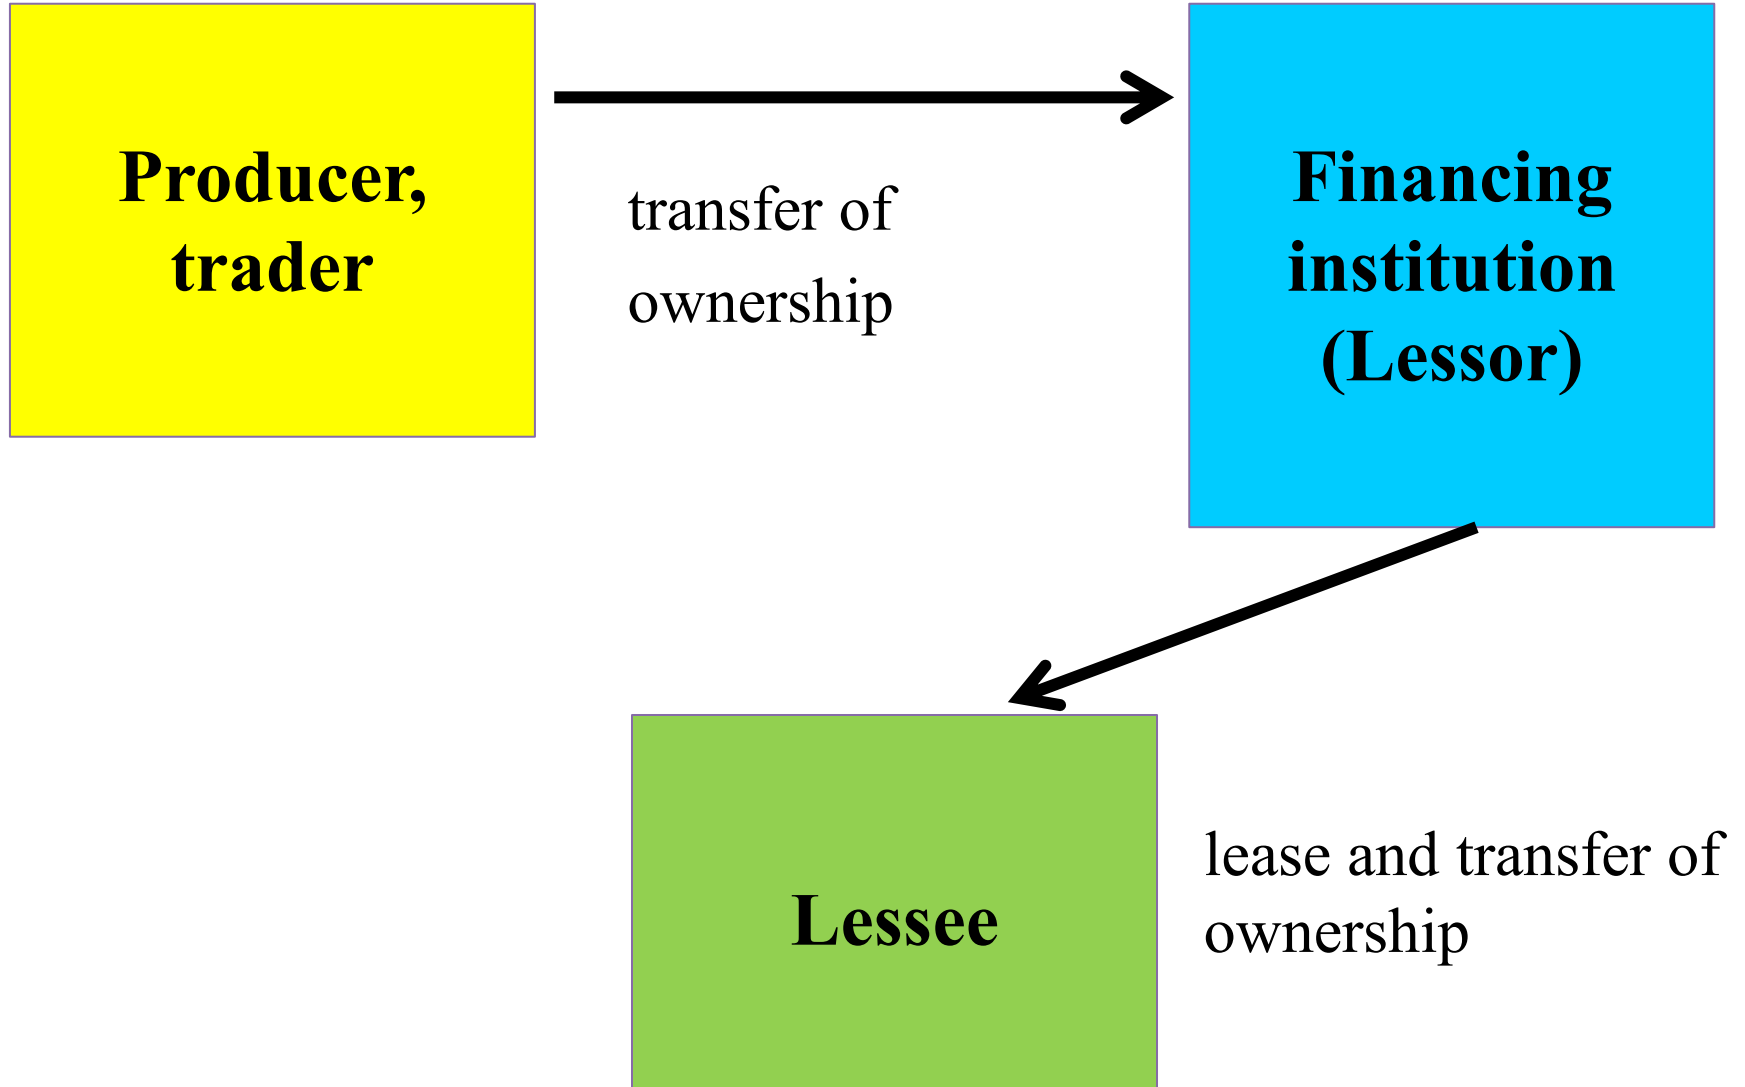 Producer,
trader
transfer of
ownership
Financing
institution
(Lessor)
Lessee
lease and transfer of
ownership